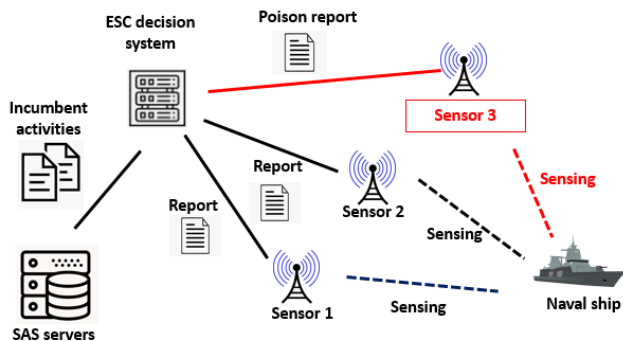 ESC decision
system
Poison report
Incumbent
activities
Sensor 3
Report
Report
Sensor 2
Sensing
Sensing
Sensor 1
Sensing
Naval ship
SAS servers